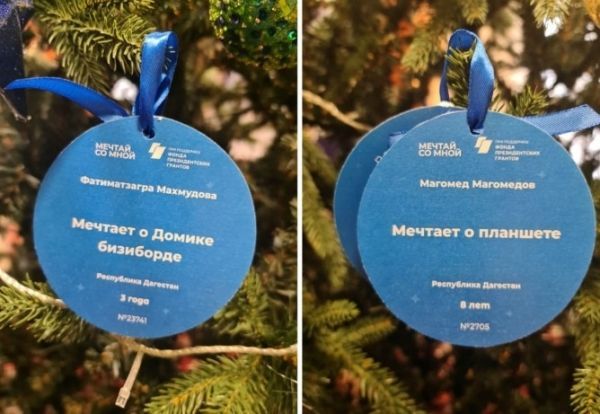 МЕЧТАЙ
СО МНОЙ
ПРИ ПОДДЕРЖКЕ
ФОНДА
ПРЕЗИДЕНТСКИХ
ГРАНТОВ
Фатиматзагра Махмудова
Мечтает о Домике
бизиборде
Республика Дагестан
3 года
№23741
МЕЧТАЙ
СО МНОЙ
ПРИ ПОДДЕРЖКЕ
ФОНДА
ПРЕЗИДЕНТСКИХ
ГРАНТОВ
Магомед Магомедов
Мечтает о планшете
Республика Дагестан
8 лет
№2705